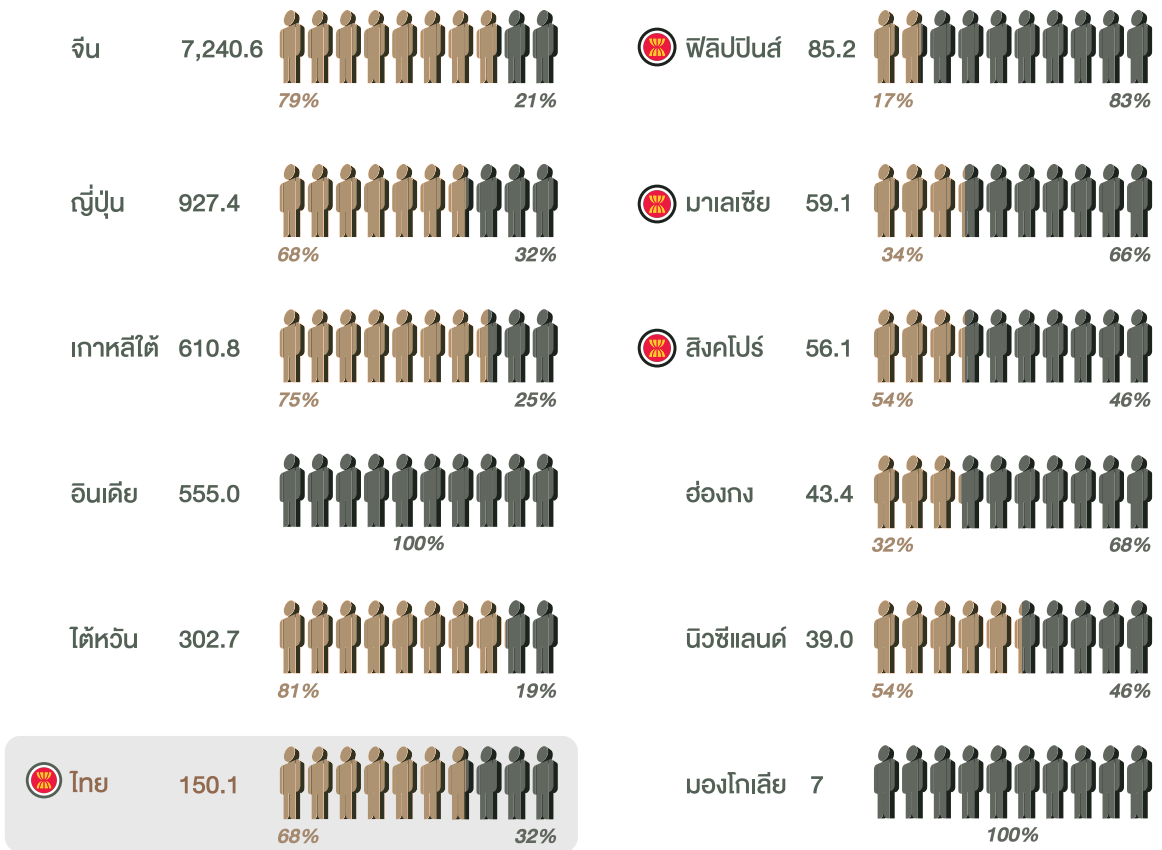 จีน 7,240.6
79% 21%
ญี่ปุ่น 927.4
68% 32%
เกาหลีใต้ 610.8
75% 25%
อินเดีย 555.0
100%
ไต้หวัน 302.7
81% 19%
ไทย 150.1
68% 32%
ฟิลิปปินส์ 85.2
17% 83%
มาเลเซีย 59.1
34% 66%
สิงคโปร์ 56.1
54% 46%
ฮ่องกง 43.4
32% 68%
นิวซีแลนด์ 39.0
54% 46%
มองโกเลีย 7
100%